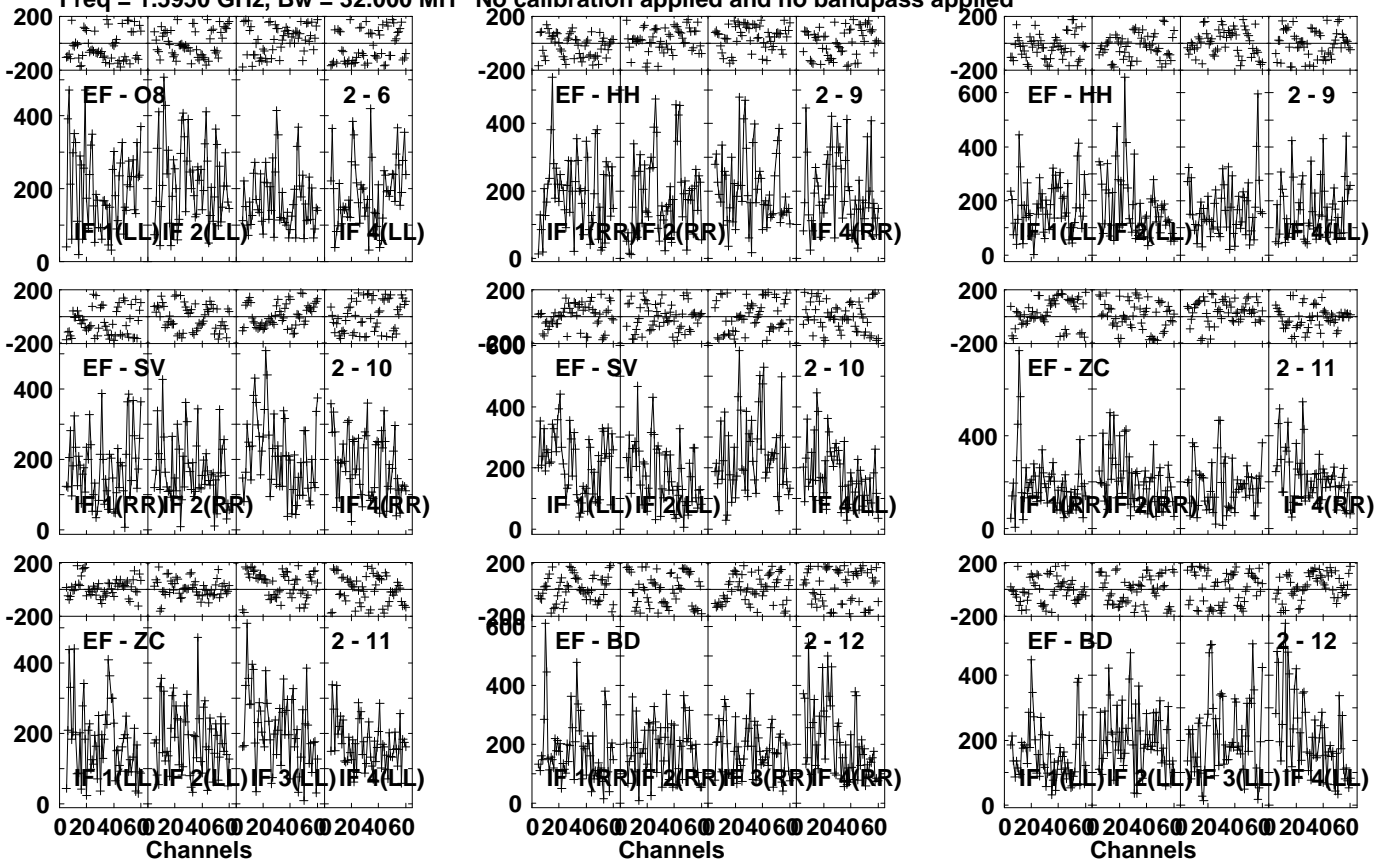 Freq = 1.5950 GHz, Bw = 32.000 MH No calibration applied and no bandpass applied
200
-200
EF - O8 2 - 6
400
200
0
IF 1(LL) IF 2(LL) IF 4(LL)
200
-200
EF - HH 2 - 9
400
200
0
IF 1(RR) IF 2(RR) IF 4(RR)
200
-200
EF - HH 2 - 9
600
400
200
0
IF 1(LL) IF 2(LL) IF 4(LL)
200
-200
EF - SV 2 - 10
400
200
0
IF 1(RR) IF 2(RR) IF 4(RR)
200
-200
600
EF - SV 2 - 10
400
200
0
IF 1(LL) IF 2(LL) IF 4(LL)
200
-200
EF - ZC 2 - 11
400
200
0
IF 1(RR) IF 2(RR) IF 4(RR)
200
-200
EF - ZC 2 - 11
400
200
0
IF 1(LL) IF 2(LL) IF 3(LL) IF 4(LL)
0 20 40 60 0 20 40 60 0 20 40 60 0 20 40 60
Channels
200
-200
600
EF - BD 2 - 12
400
200
0
IF 1(RR) IF 2(RR) IF 3(RR) IF 4(RR)
0 20 40 60 0 20 40 60 0 20 40 60 0 20 40 60
Channels
200
-200
EF - BD 2 - 12
400
200
0
IF 1(LL) IF 2(LL) IF 3(LL) IF 4(LL)
0 20 40 60 0 20 40 60 0 20 40 60 0 20 40 60
Channels